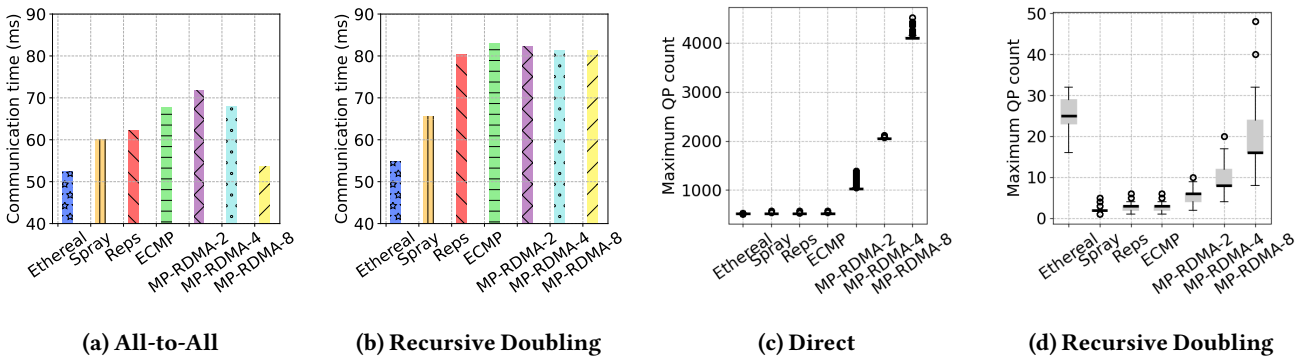 Communication time (ms)
90
80
70
60
50
40
Ethereal
Spray
Reps
ECMP
MP-RDMA-2
MP-RDMA-4
MP-RDMA-8
(a) All-to-All
Communication time (ms)
90
80
70
60
50
40
Ethereal
Spray
Reps
ECMP
MP-RDMA-2
MP-RDMA-4
MP-RDMA-8
(b) Recursive Doubling
Maximum QP count
4000
3000
2000
1000
Ethereal
Spray
Reps
ECMP
MP-RDMA-2
MP-RDMA-4
MP-RDMA-8
(c) Direct
Maximum QP count
50
40
30
20
10
0
Ethereal
Spray
Reps
ECMP
MP-RDMA-2
MP-RDMA-4
MP-RDMA-8
(d) Recursive Doubling